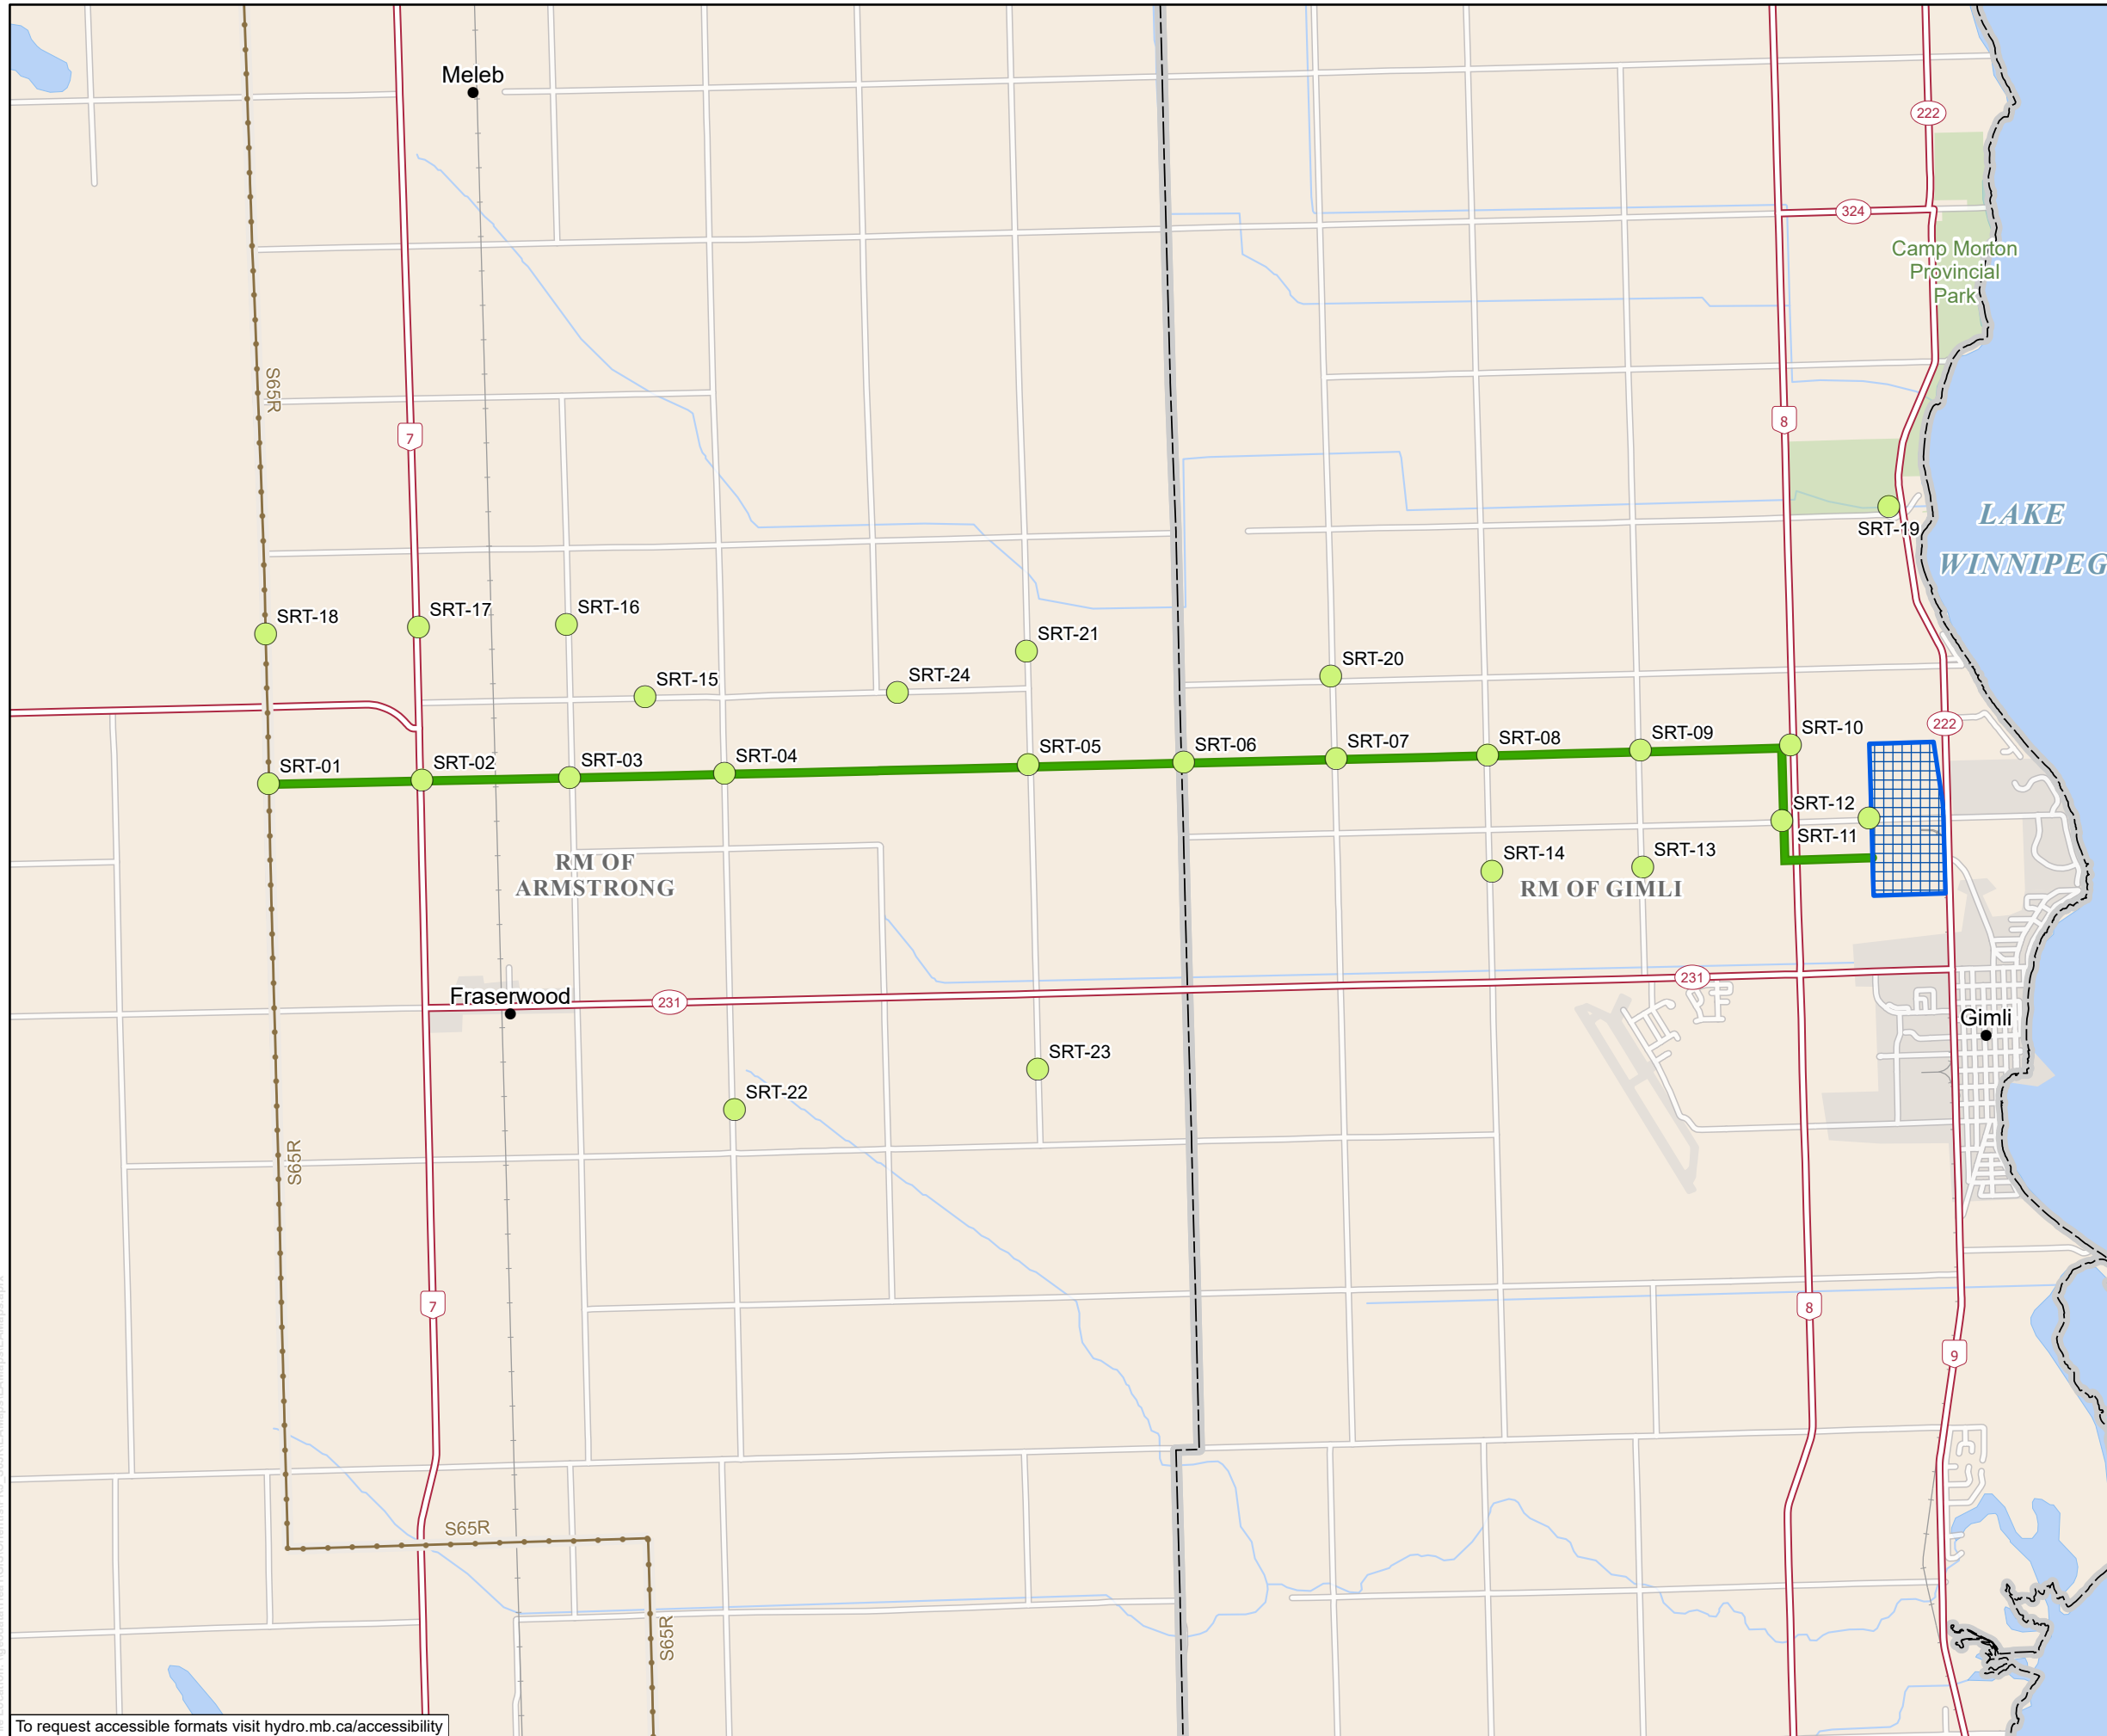 Meleb
222
324
Camp Morton
Provincial
Park
S65R
7
8
LAKE
WINNIPEG
SRT-19
SRT-18
SRT-17
SRT-16
SRT-21
SRT-20
SRT-15
SRT-24
222
SRT-01
SRT-02
SRT-03
SRT-04
SRT-05
SRT-06
SRT-07
SRT-08
SRT-09
SRT-10
SRT-12
SRT-11
SRT-14
SRT-13
RM OF
ARMSTRONG
RM OF GIMLI
Fraserwood
231
231
Gimli
SRT-23
SRT-22
S65R
7
8
9
S65R
S65R
To request accessible formats visit hydro.mb.ca/accessibility